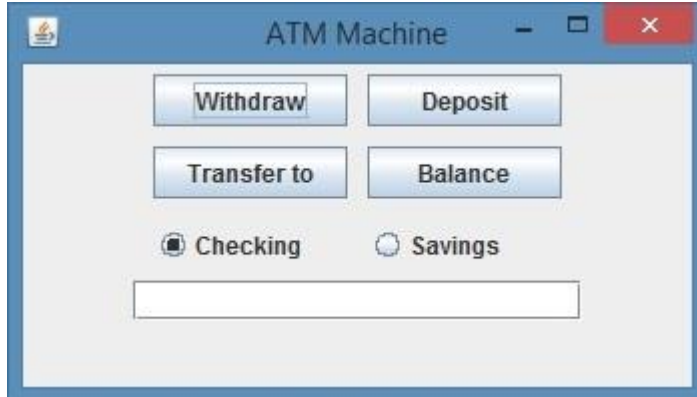 ATM Machine
Withdraw Deposit
Transfer to Balance
Checking Savings